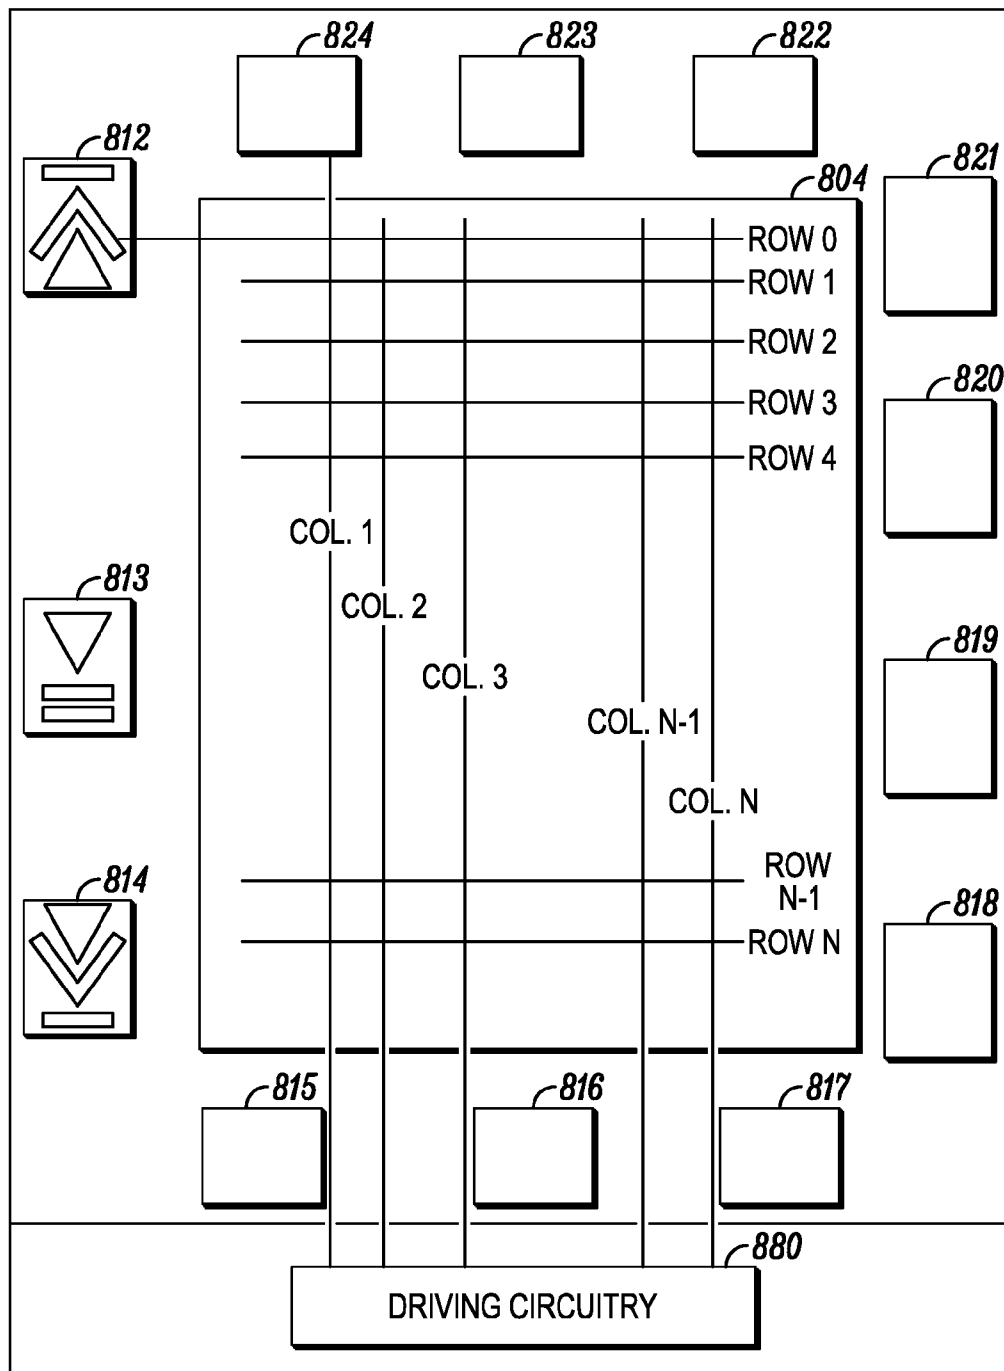 824
823
822
812
821
804
ROW 0
ROW 1
ROW 2
820
ROW 3
ROW 4
COL. 1
813
COL. 2
819
COL. 3
COL. N-1
COL. N
ROW
N-1
814
818
ROW N
815
816
817
880
DRIVING CIRCUITRY